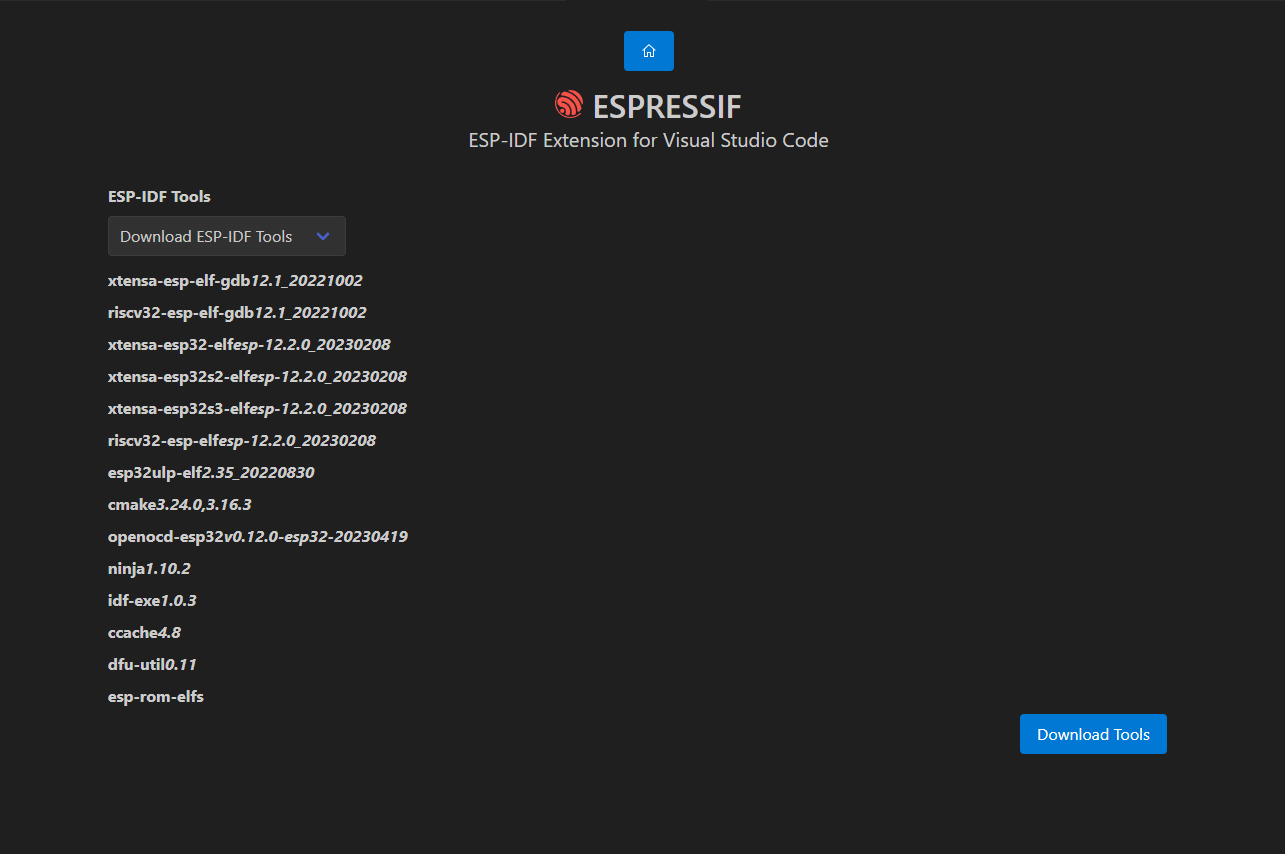 ESPRESSIF
ESP-IDF Extension for Visual Studio Code
ESP-IDF Tools
Download ESP-IDF Tools
xtensa-esp-elf-gdb12.1_20221002
riscv32-esp-elf-gdb12.1_20221002
xtensa-esp32-elfesp-12.2.0_20230208
xtensa-esp32s2-elfesp-12.2.0_20230208
xtensa-esp32s3-elfesp-12.2.0_20230208
riscv32-esp-elfesp-12.2.0_20230208
esp32ulp-elf2.35_20220830
cmake3.24.0,3.16.3
openocd-esp32v0.12.0-esp32-20230419
ninja1.10.2
idf-exe1.0.3
ccache4.8
dfu-util0.11
esp-rom-elfs
Download Tools